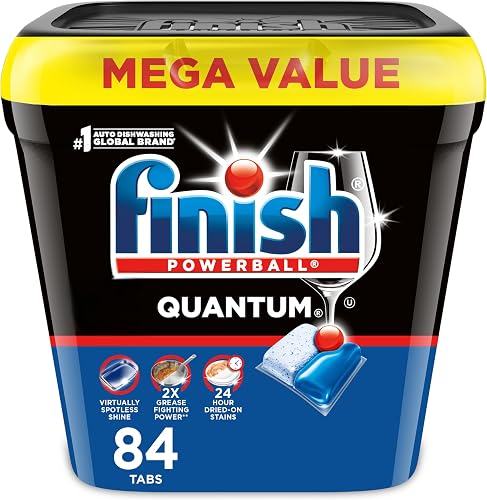 MEGA VALUE
#1 AUTO DISHWASHING
GLOBAL BRAND*
finish®
POWERBALL®
QUANTUM® U
VIRTUALLY
SPOTLESS
SHINE
2X
GREASE
FIGHTING
POWER**
24
HOUR
DRIED-ON
STAINS
84
TABS